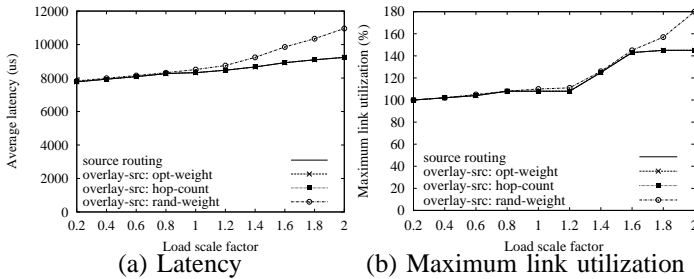 12000
10000
8000
6000
4000
2000
0
Average latency (us)
source routing
overlay-src: opt-weight
overlay-src: hop-count
overlay-src: rand-weight
0.2 0.4 0.6 0.8 1 1.2 1.4 1.6 1.8 2
Load scale factor
(a) Latency
180
160
140
120
100
80
60
40
20
0
Maximum link utilization (%)
source routing
overlay-src: opt-weight
overlay-src: hop-count
overlay-src: rand-weight
0.2 0.4 0.6 0.8 1 1.2 1.4 1.6 1.8 2
Load scale factor
(b) Maximum link utilization